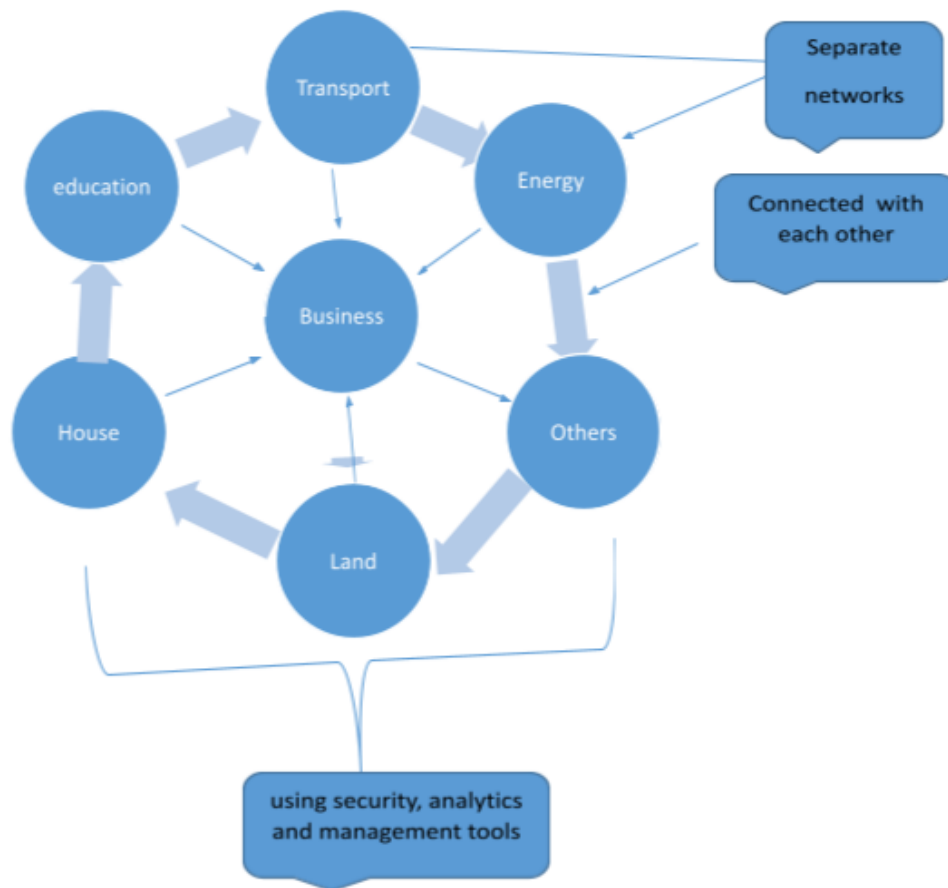 Transport
Separate
networks
education
Energy
Connected with
each other
Business
House
Others
Land
using security, analytics
and management tools